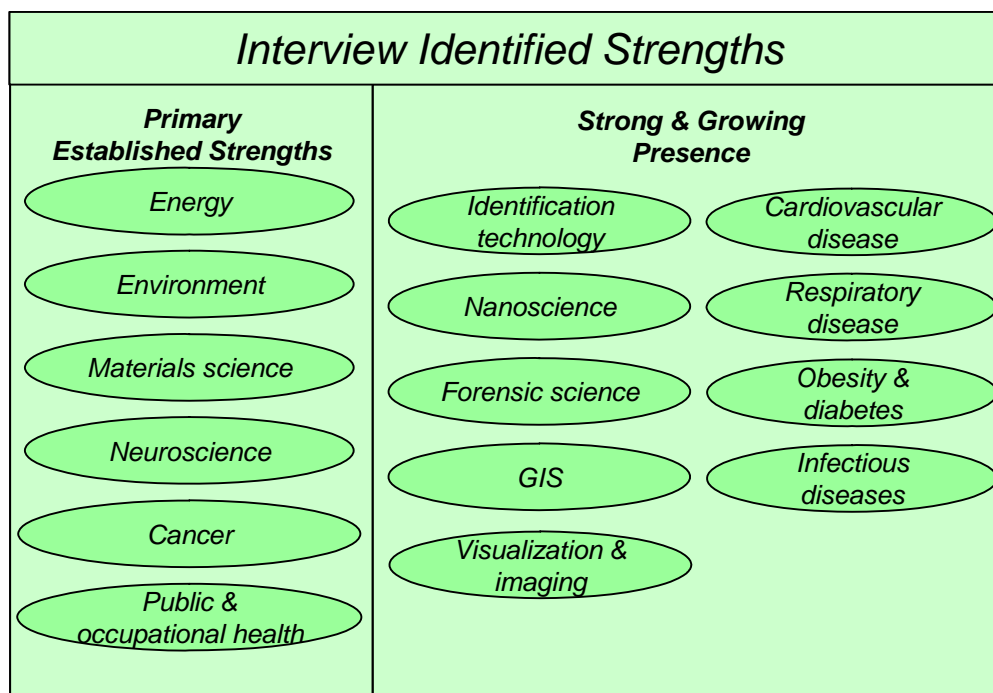 Interview Identified Strengths
Primary
Established Strengths
Energy
Environment
Materials science
Neuroscience
Cancer
Public &
occupational health
Strong & Growing
Presence
Identification
technology
Nanoscience
Forensic science
GIS
Visualization &
imaging
Cardiovascular
disease
Respiratory
disease
Obesity &
diabetes
Infectious
diseases